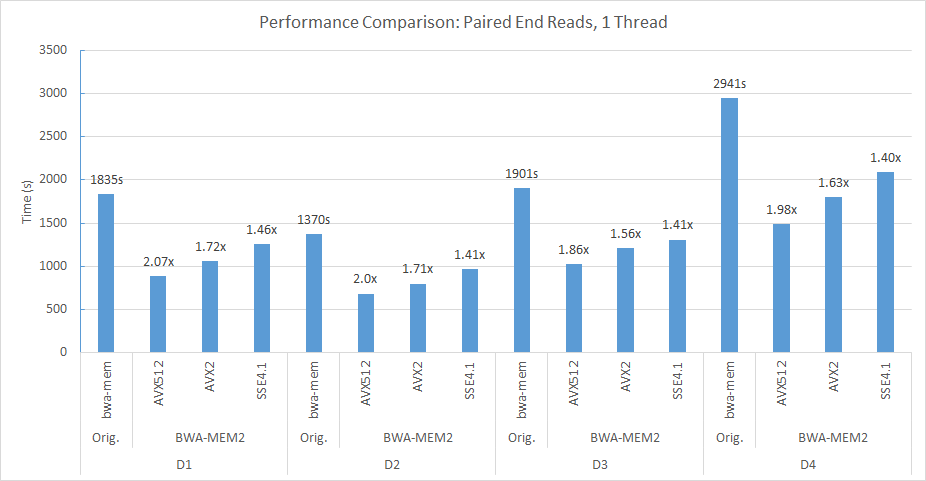 Performance Comparison: Paired End Reads, 1 Thread
Time (s)
3500
3000
2500
2000
1500
1000
500
0
1835s
2.07x
1.72x
1.46x
1370s
2.0x
1.71x
1.41x
1901s
1.86x
1.56x
1.41x
2941s
1.98x
1.63x
1.40x
bwa-mem AVX512 AVX2 SSE4.1 bwa-mem AVX512 AVX2 SSE4.1 bwa-mem AVX512 AVX2 SSE4.1 bwa-mem AVX512 AVX2 SSE4.1
Orig. BWA-MEM2 Orig. BWA-MEM2 Orig. BWA-MEM2 Orig. BWA-MEM2
D1 D2 D3 D4